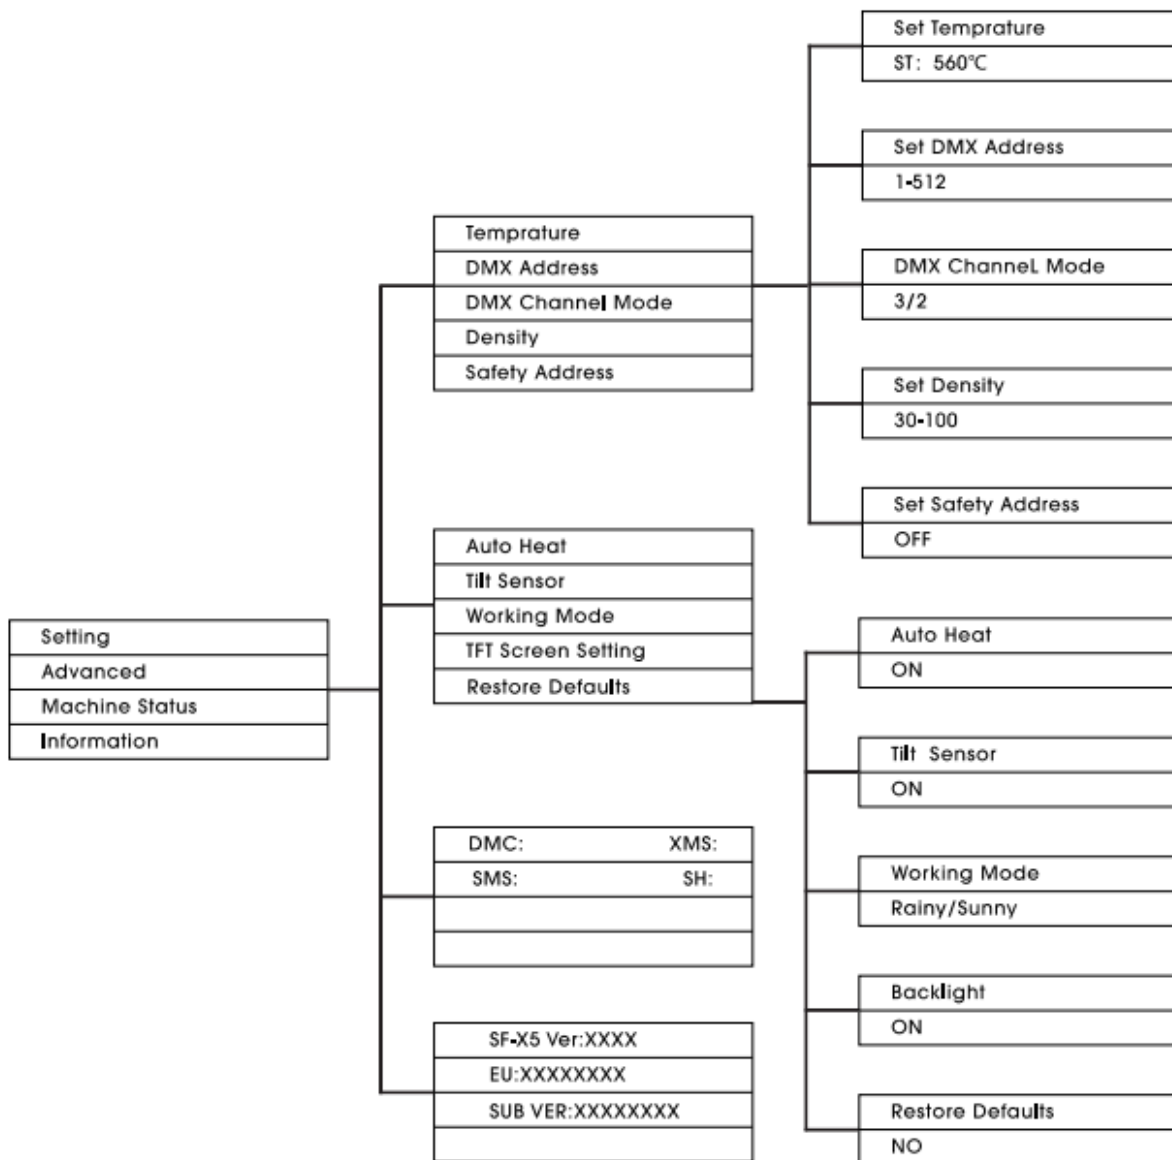 Setting
Advanced
Machine Status
Information
Temprature
DMX Address
DMX Channel Mode
Density
Safety Address
Auto Heat
Tilt Sensor
Working Mode
TFT Screen Setting
Restore Defaults
DMC: XMS:
SMS: SH:
SF-X5 Ver:XXXX
EU:XXXXXXXX
SUB VER:XXXXXXXX
Set Temprature
ST: 560℃
Set DMX Address
1-512
DMX ChanneL Mode
3/2
Set Density
30-100
Set Safety Address
OFF
Auto Heat
ON
Tilt Sensor
ON
Working Mode
Rainy/Sunny
Backlight
ON
Restore Defaults
NO